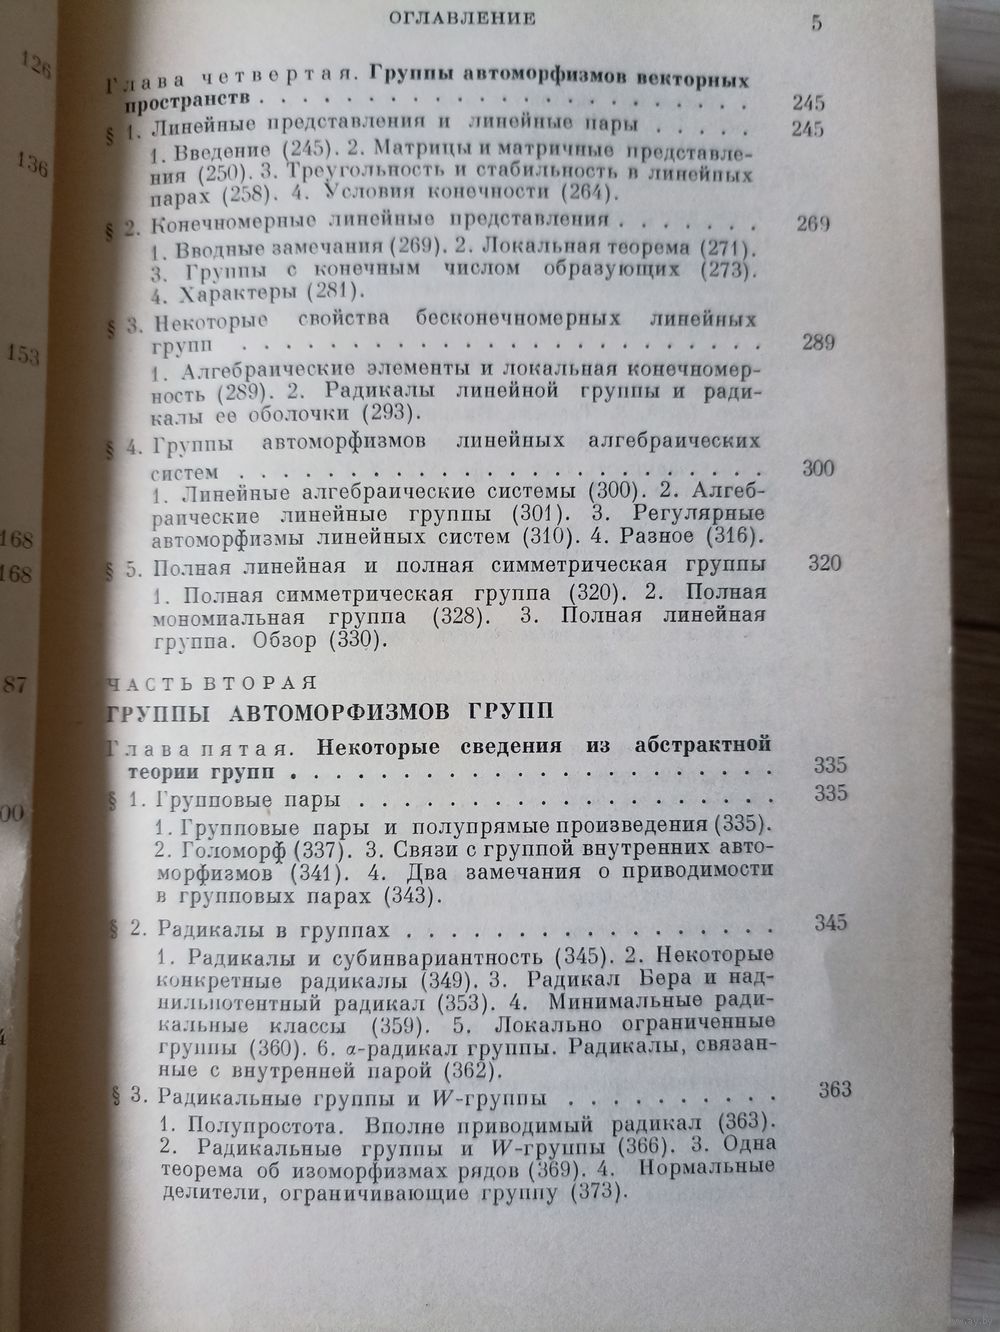 ОГЛАВЛЕНИЕ 5
126
136
153
168
168
87
00
4
Глава четвертая. Группы автоморфизмов векторных
пространств . . . . . . . . . . . . . . . . . . . . . . 245
§ 1. Линейные представления и линейные пары . . . . . 245
1. Введение (245). 2. Матрицы и матричные представле-
ния (250). 3. Треугольность и стабильность в линейных
парах (258). 4. Условия конечности (264).
§ 2. Конечномерные линейные представления . . . . . . . 269
1. Вводные замечания (269). 2. Локальная теорема (271).
3. Группы с конечным числом образующих (273).
4. Характеры (281).
§ 3. Некоторые свойства бесконечномерных линейных
групп . . . . . . . . . . . . . . . . . . . . . . . 289
1. Алгебраические элементы и локальная конечномер-
ность (289). 2. Радикалы линейной группы и ради-
калы ее оболочки (293).
§ 4. Группы автоморфизмов линейных алгебраических
систем . . . . . . . . . . . . . . . . . . . . . . . 300
1. Линейные алгебраические системы (300). 2. Алгеб-
раические линейные группы (301). 3. Регулярные
автоморфизмы линейных систем (310). 4. Разное (316).
§ 5. Полная линейная и полная симметрическая группы 320
1. Полная симметрическая группа (320). 2. Полная
мономиальная группа (328). 3. Полная линейная
группа. Обзор (330).
ЧАСТЬ ВТОРАЯ
ГРУППЫ АВТОМОРФИЗМОВ ГРУПП
Глава пятая. Некоторые сведения из абстрактной
теории групп . . . . . . . . . . . . . . . . . . . . . 335
§ 1. Групповые пары . . . . . . . . . . . . . . . . . . 335
1. Групповые пары и полупрямые произведения (335).
2. Голоморф (337). 3. Связи с группой внутренних авто-
морфизмов (341). 4. Два замечания о приводимости
в групповых парах (343).
§ 2. Радикалы в группах . . . . . . . . . . . . . . . . 345
1. Радикалы и субинвариантность (345). 2. Некоторые
конкретные радикалы (349). 3. Радикал Бера и над-
нильпотентный радикал (353). 4. Минимальные ради-
кальные классы (359). 5. Локально ограниченные
группы (360). 6. α-радикал группы. Радикалы, связан-
ные с внутренней парой (362).
§ 3. Радикальные группы и W-группы . . . . . . . . . . 363
1. Полупростота. Вполне приводимый радикал (363).
2. Радикальные группы и W-группы (366). 3. Одна
теорема об изоморфизмах рядов (369). 4. Нормальные
делители, ограничивающие группу (373).